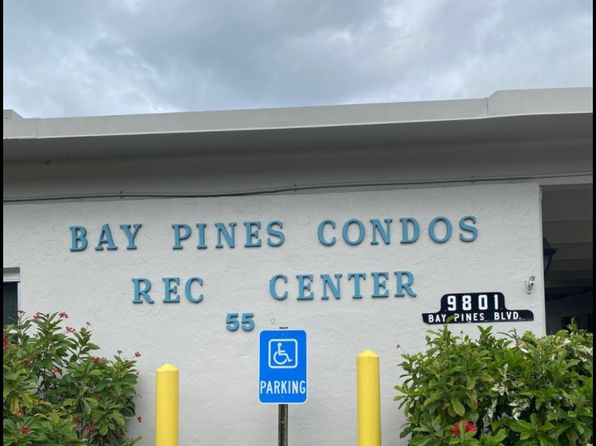 BAY PINES CONDOS
REC CENTER
55
9801
BAY PINES BLVD.
PARKING